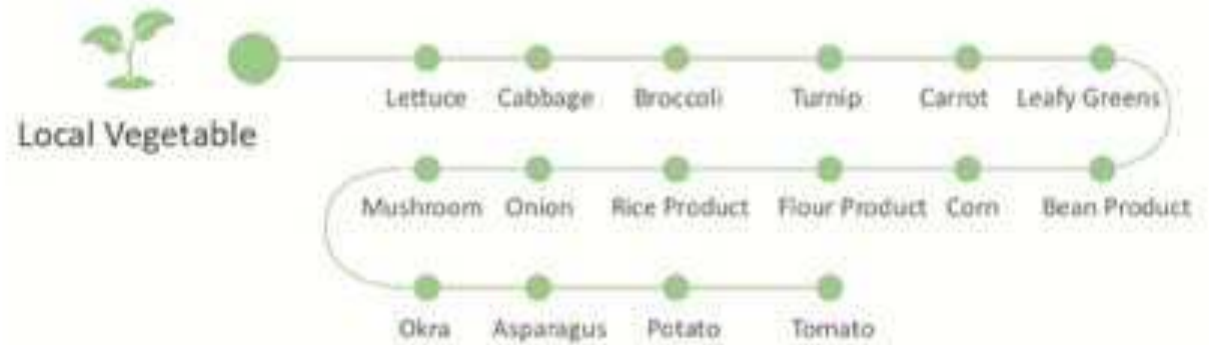 Lettuce Cabbage Broccoli Turnip Carrot Leafy Greens
Local Vegetable
Mushroom Onion Rice Product Flour Product Corn Bean Product
Okra Asparagus Potato Tomato